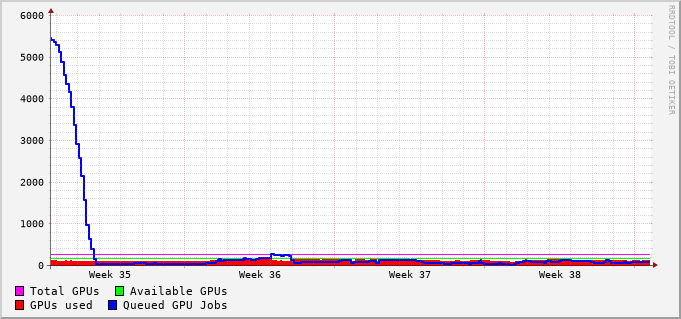 6000
5000
4000
3000
2000
1000
0
Week 35 Week 36 Week 37 Week 38
Total GPUs Available GPUs
GPUs used Queued GPU Jobs
RRDTOOL / TOBI OETIKER